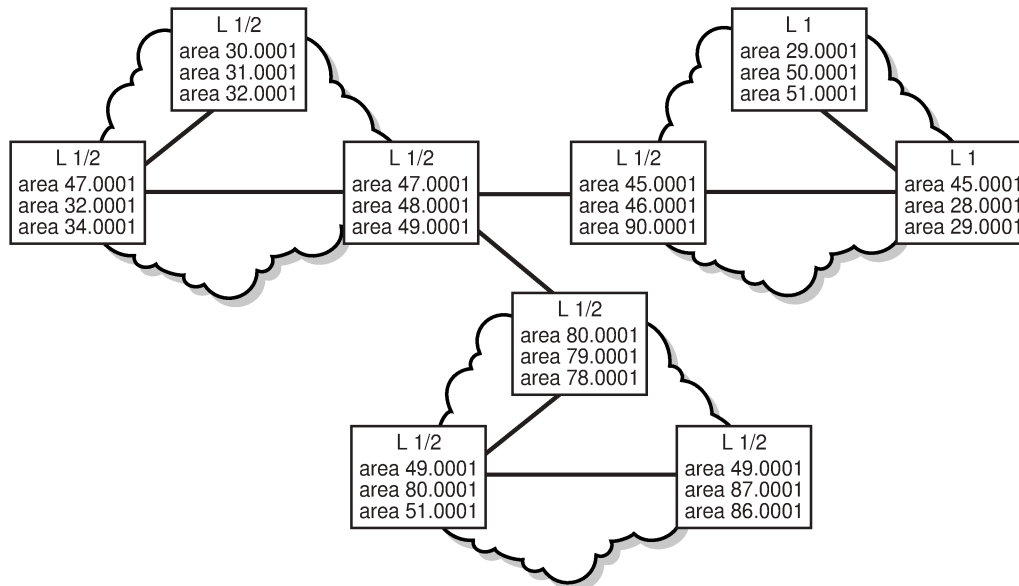 L 1/2
area 30.0001
area 31.0001
area 32.0001
L 1
area 29.0001
area 50.0001
area 51.0001
L 1/2
area 47.0001
area 32.0001
area 34.0001
L 1/2
area 47.0001
area 48.0001
area 49.0001
L 1/2
area 45.0001
area 46.0001
area 90.0001
L 1
area 45.0001
area 28.0001
area 29.0001
L 1/2
area 80.0001
area 79.0001
area 78.0001
L 1/2
area 49.0001
area 80.0001
area 51.0001
L 1/2
area 49.0001
area 87.0001
area 86.0001